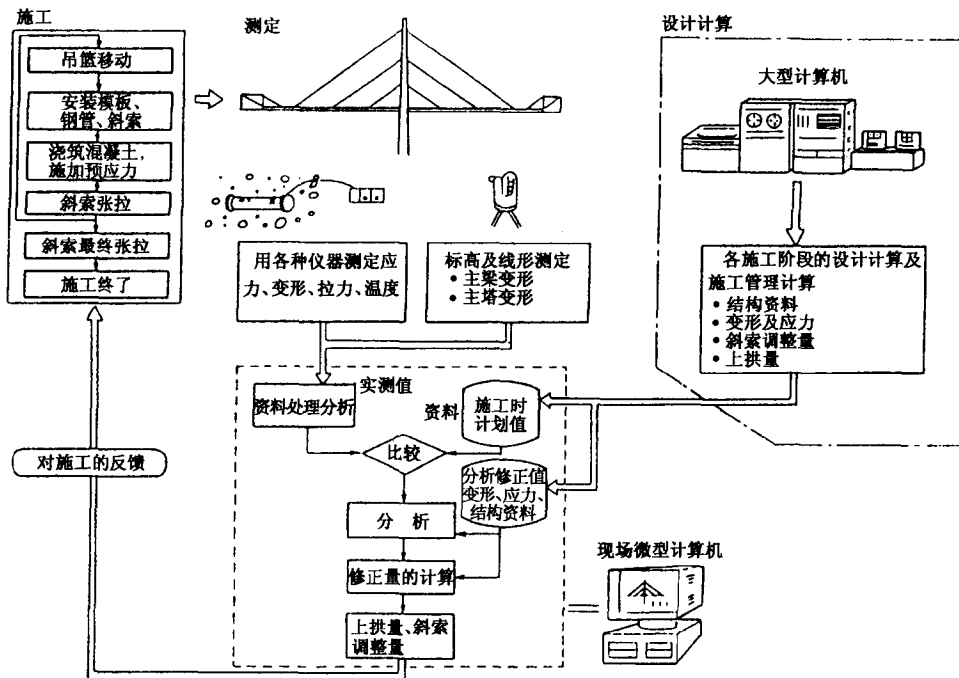 施工
吊篮移动
安装模板、
钢管、斜索
浇筑混凝土,
施加预应力
斜索张拉
斜索最终张拉
施工终了
测定
用各种仪器测定应
力、变形、拉力、温度
标高及线形测定
• 主梁变形
• 主塔变形
设计计算
大型计算机
各施工阶段的设计计算及
施工管理计算
• 结构资料
• 变形及应力
• 斜索调整量
• 上拱量
实测值
资料处理分析
资料
施工时
计划值
比较
分析修正值
变形、应力、
结构资料
分 析
修正量的计算
上拱量、斜索
调整量
对施工的反馈
现场微型计算机